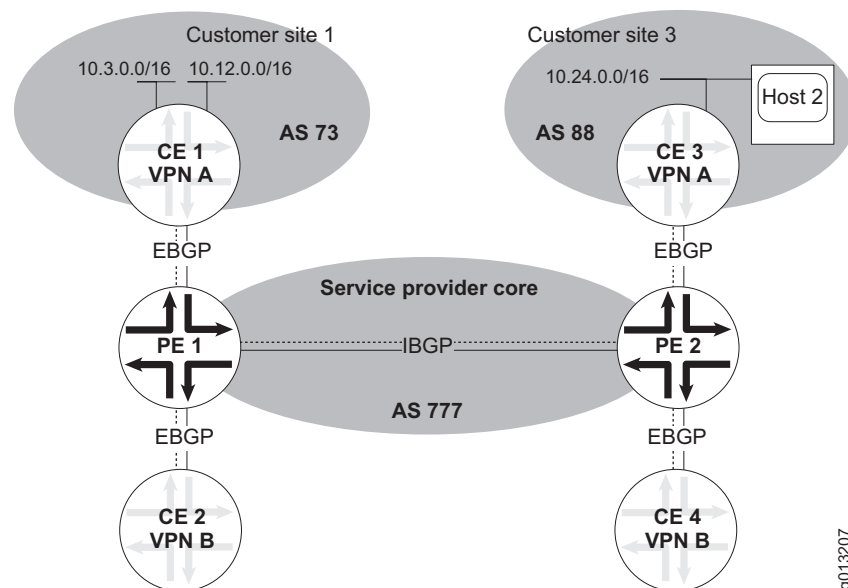 Customer site 1
10.3.0.0/16 10.12.0.0/16
AS 73
CE 1
VPN A
Customer site 3
10.24.0.0/16
Host 2
AS 88
CE 3
VPN A
EBGP
EBGP
Service provider core
PE 1
IBGP
PE 2
AS 777
EBGP
EBGP
CE 2
VPN B
CE 4
VPN B
g013207